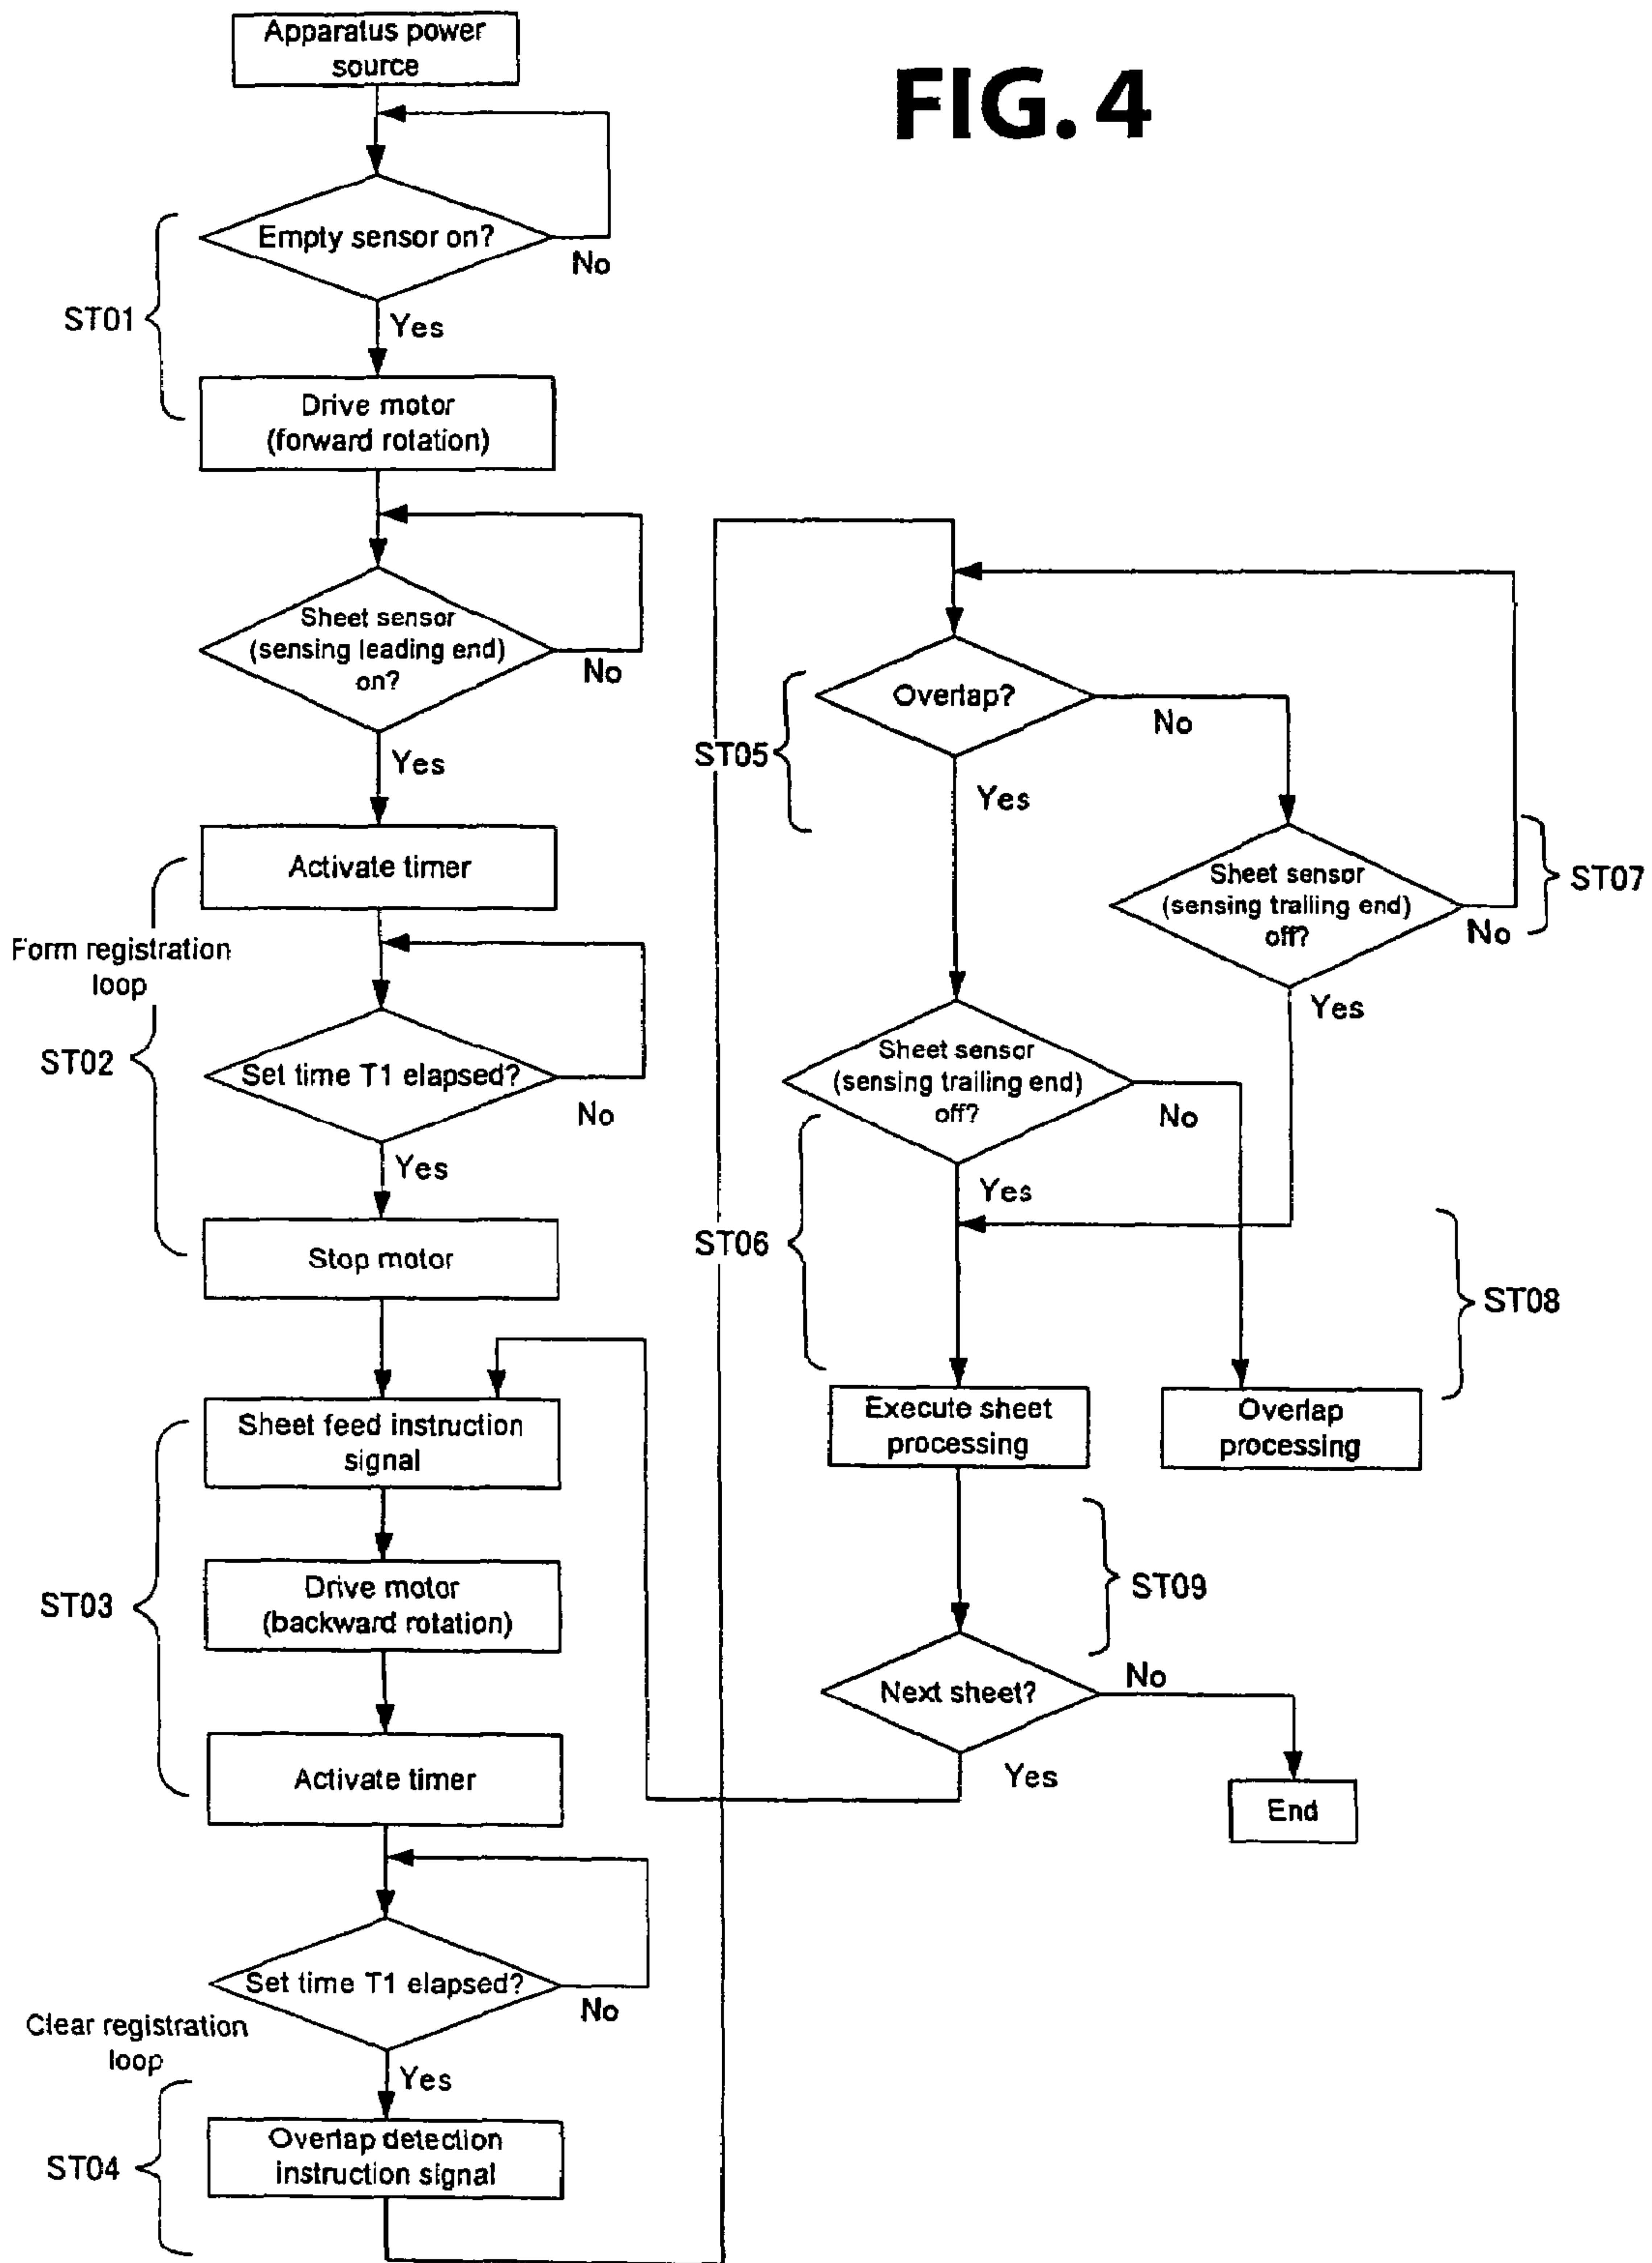 FIG. 4
Apparatus power
source
Empty sensor on?
No
ST01
Yes
Drive motor
(forward rotation)
Sheet sensor
(sensing leading end)
on?
No
Yes
Activate timer
Form registration
loop
ST02
Set time T1 elapsed?
No
Yes
Stop motor
Sheet feed instruction
signal
ST03
Drive motor
(backward rotation)
Activate timer
Set time T1 elapsed?
No
Clear registration
loop
Yes
ST04
Overlap detection
instruction signal
Overlap?
No
ST05
Yes
Sheet sensor
(sensing trailing end)
off?
ST07
No
Yes
Sheet sensor
(sensing trailing end)
off?
No
Yes
ST06
ST08
Execute sheet
processing
Overlap
processing
ST09
Next sheet?
No
Yes
End